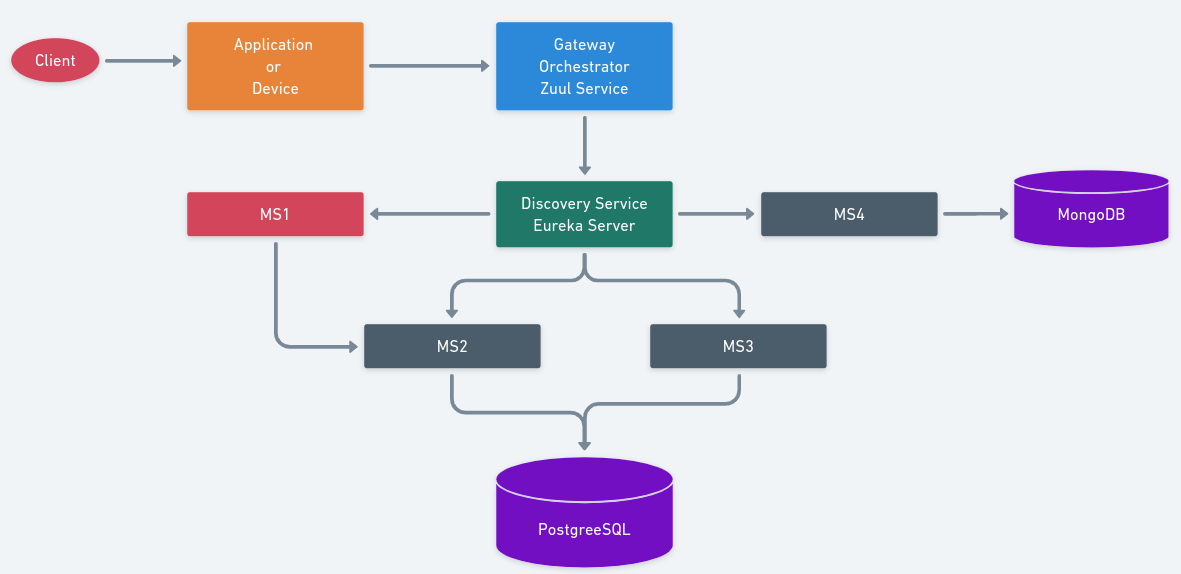 Client
Application
or
Device
Gateway
Orchestrator
Zuul Service
MS1
Discovery Service
Eureka Server
MS4
MongoDB
MS2
MS3
PostgreeSQL